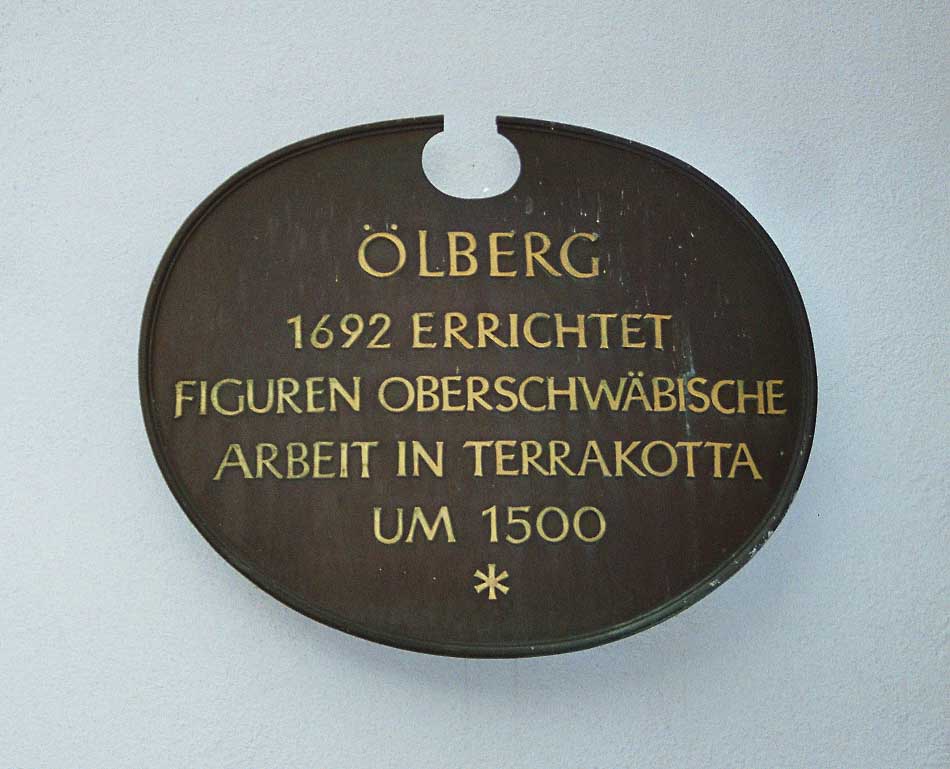 ÖLBERG
1692 ERRICHTET
FIGUREN OBERSCHWÄBISCHE
ARBEIT IN TERRAKOTTA
UM 1500
*